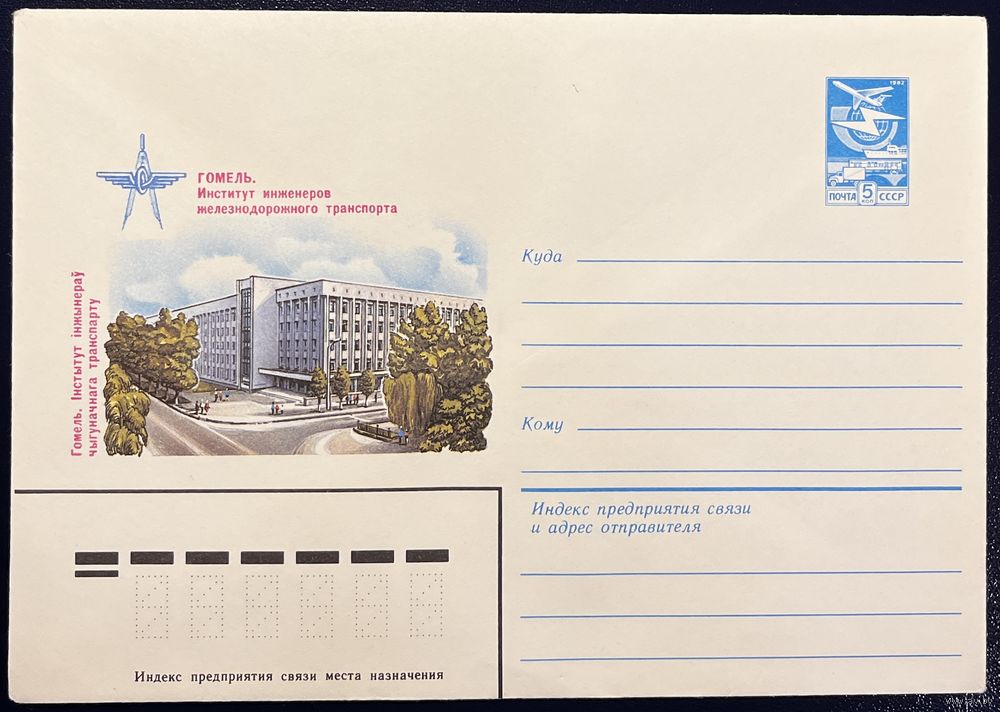 1982
ПОЧТА 5 КОП СССР
ГОМЕЛЬ.
Институт инженеров
железнодорожного транспорта
Гомель. Інстытут інжынераў
чыгуначнага транспарту
Куда
Кому
Индекс предприятия связи
и адрес отправителя
Индекс предприятия связи места назначения